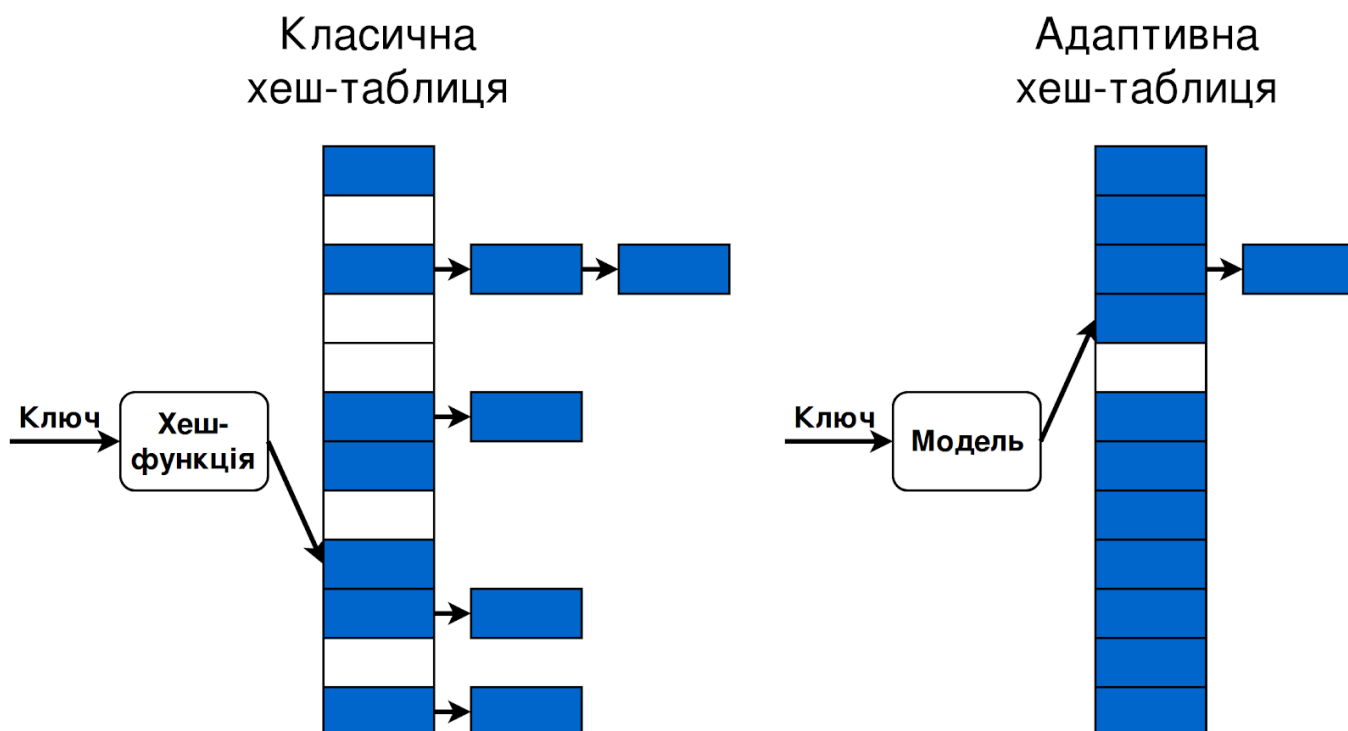 Класична
хеш-таблиця
Ключ
Хеш-
функція
Адаптивна
хеш-таблиця
Ключ
Модель